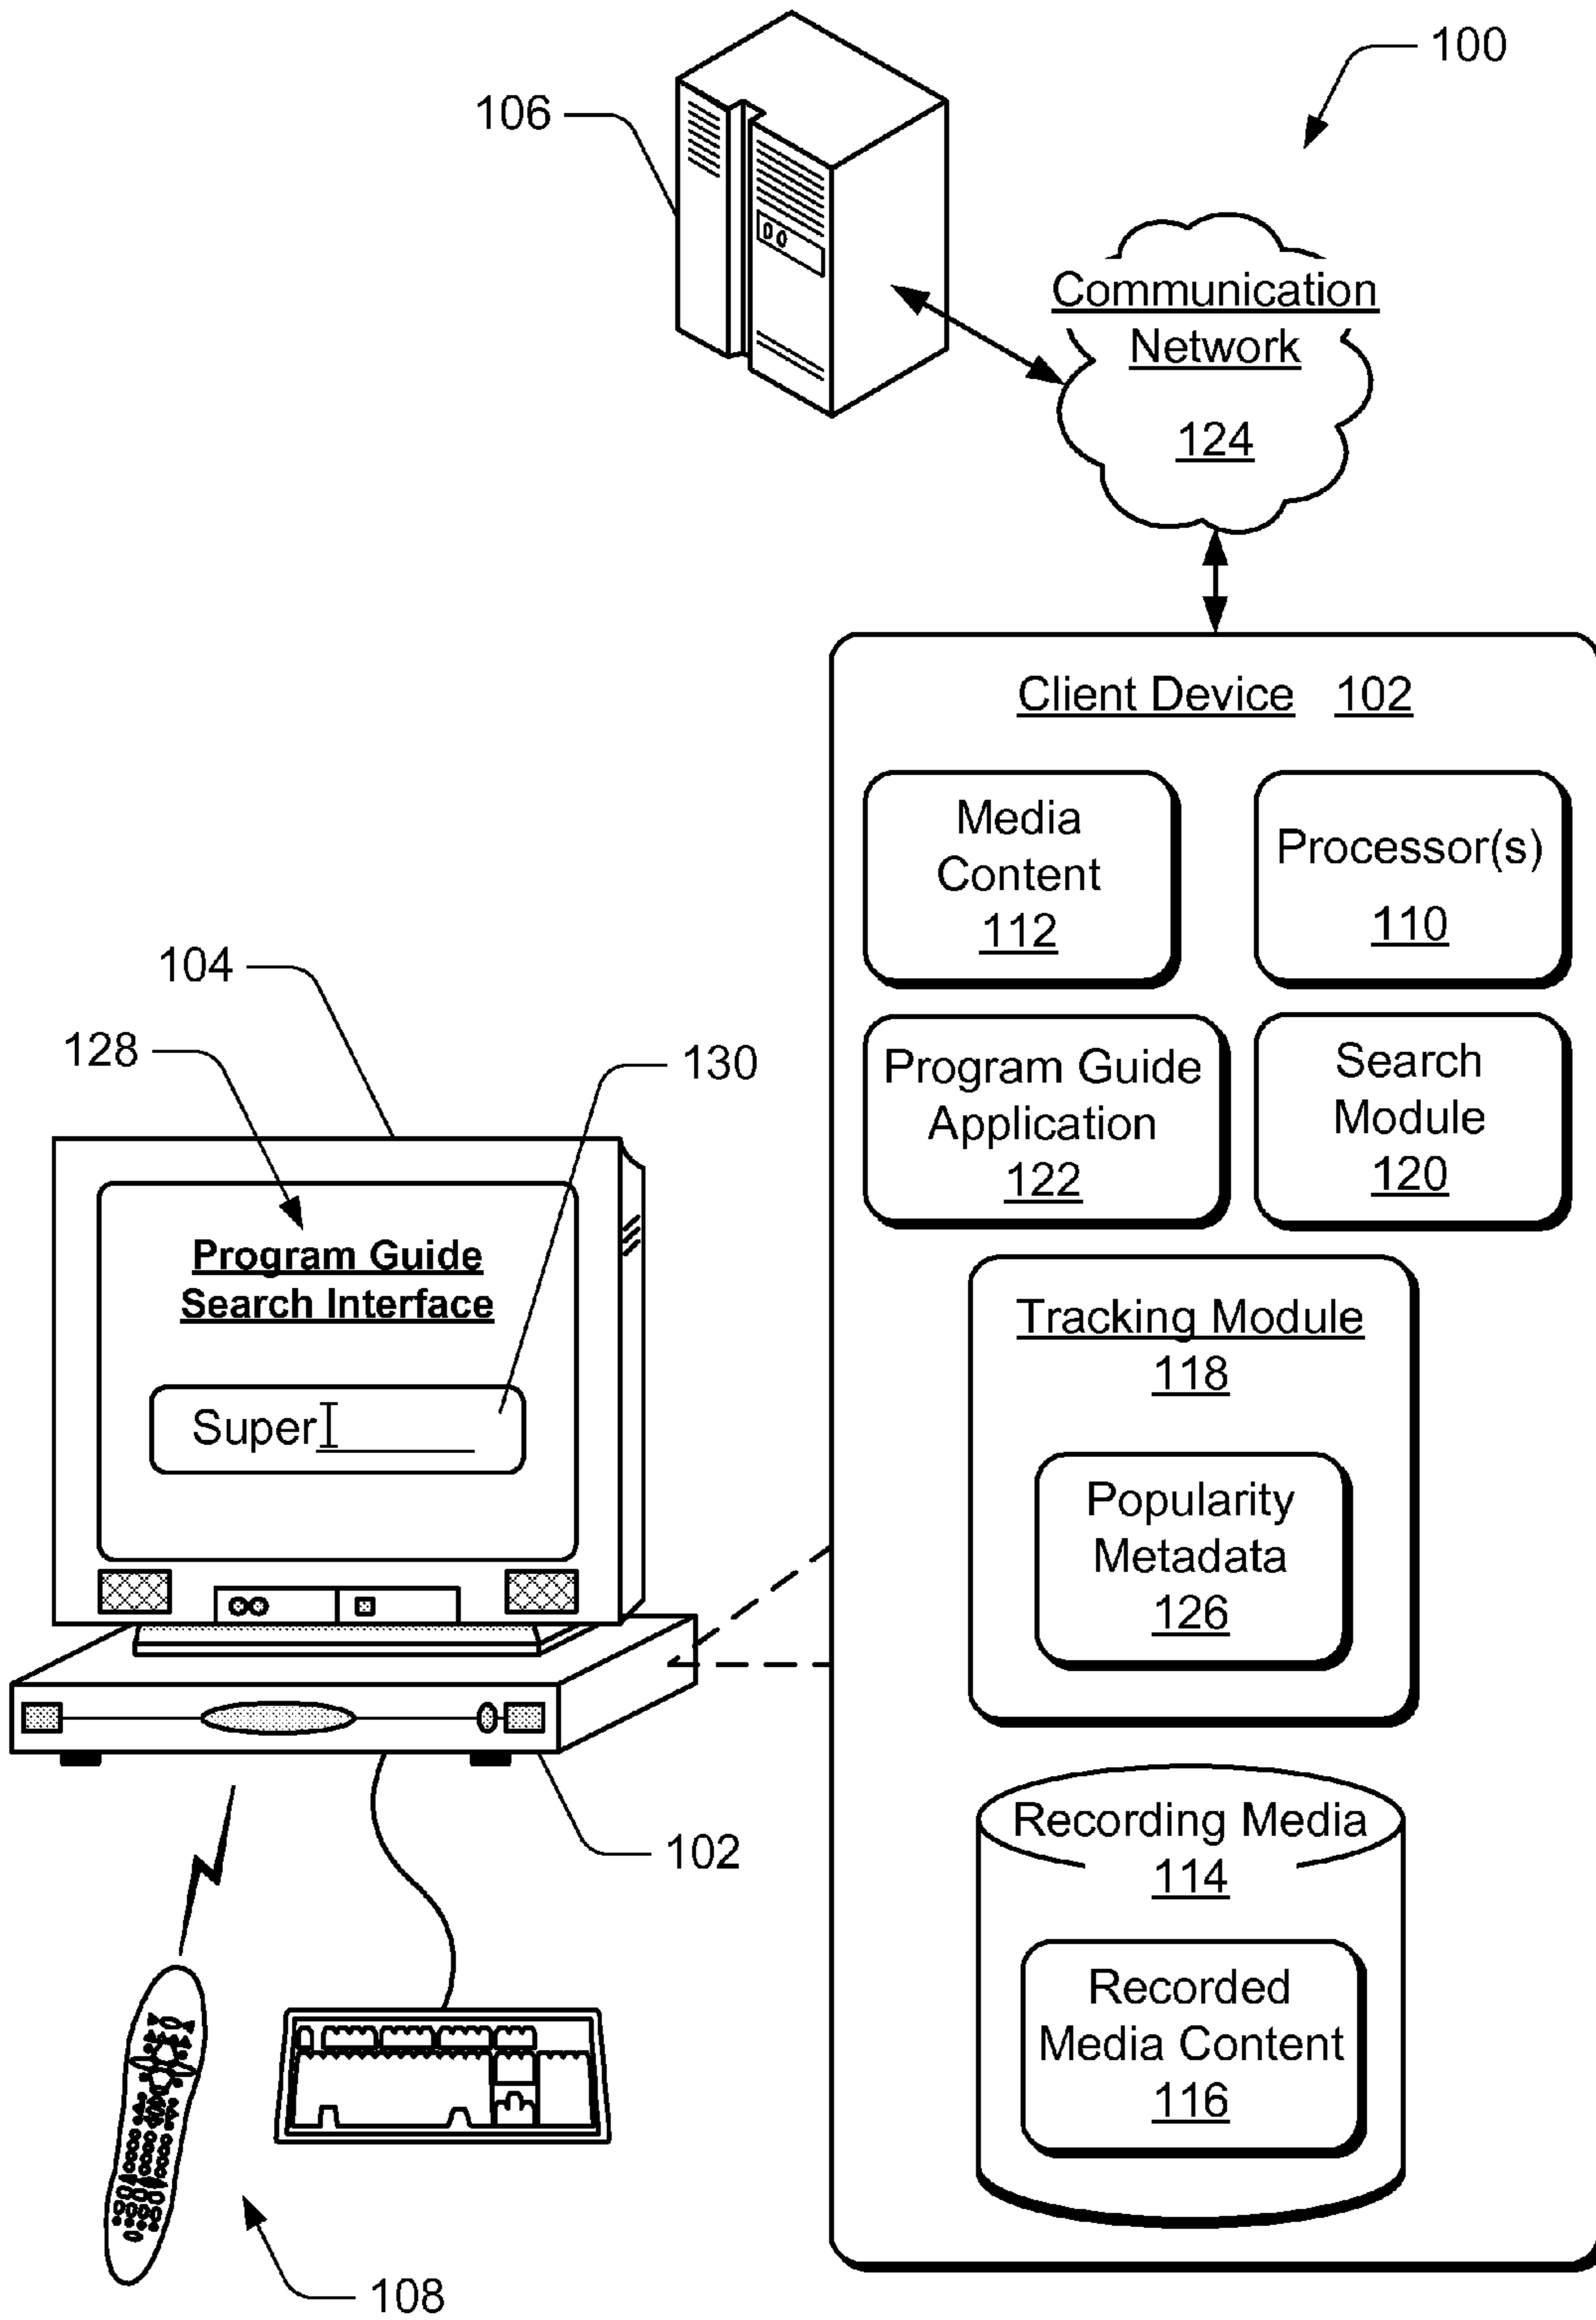 100
106
Communication
Network
124
Client Device 102
Media
Content
112
Processor(s)
110
Program Guide
Application
122
Search
Module
120
Tracking Module
118
Popularity
Metadata
126
Recording Media
114
Recorded
Media Content
116
104
128
130
Program Guide
Search Interface
Super
102
108